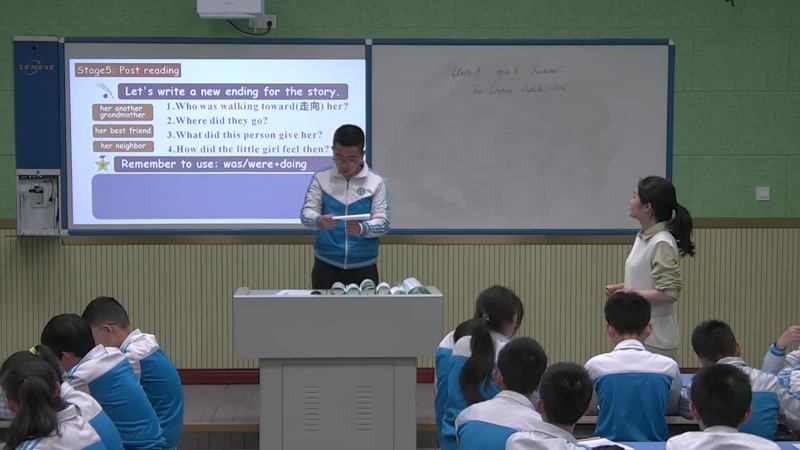 TENFIT
Stage5: Post reading
Let's write a new ending for the story.
her another grandmother
her best friend
her neighbor
1.Who was walking toward(走向) her?
2.Where did they go?
3.What did this person give her?
4.How did the little girl feel then?
Remember to use: was/were+doing
The Little Match